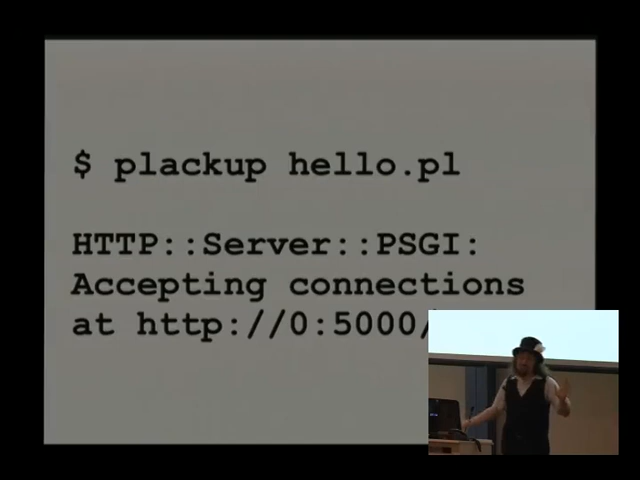 $ plackup hello.pl
HTTP::Server::PSGI:
Accepting connections
at http://0:5000/